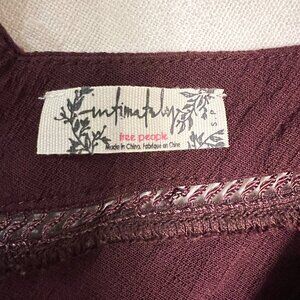 intimately
free people
Made in China, Fabriqué en Chine
S P